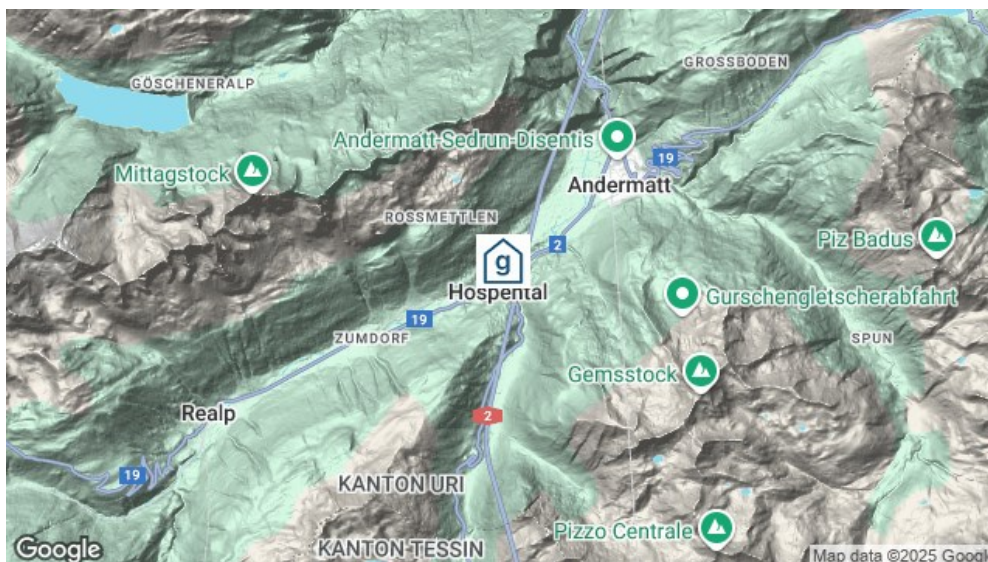 GÖSCHENERALP
GROSSBODEN
Andermatt-Sedrun-Disentis
19
Mittagstock
Andermatt
ROSSMETTLEN
2
Piz Badus
g
Hospental
Gurschengletscherabfahrt
19
ZUMDORF
SPUN
Gemsstock
Realp
2
19
KANTON URI
Pizzo Centrale
KANTON TESSIN
Google
Map data ©2025 Google